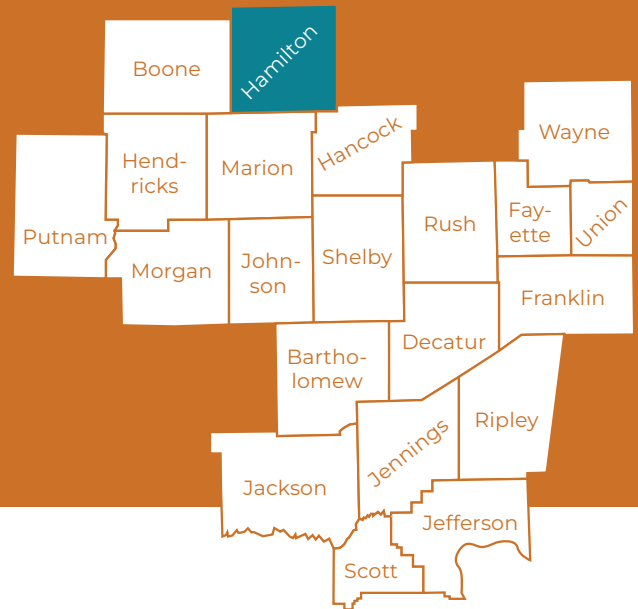 Hamilton
Boone
Wayne
Hancock
Hend-
ricks
Marion
Fay-
ette
Union
Rush
Putnam
Morgan
John-
son
Shelby
Franklin
Decatur
Bartho-
lomew
Ripley
Jennings
Jackson
Jefferson
Scott